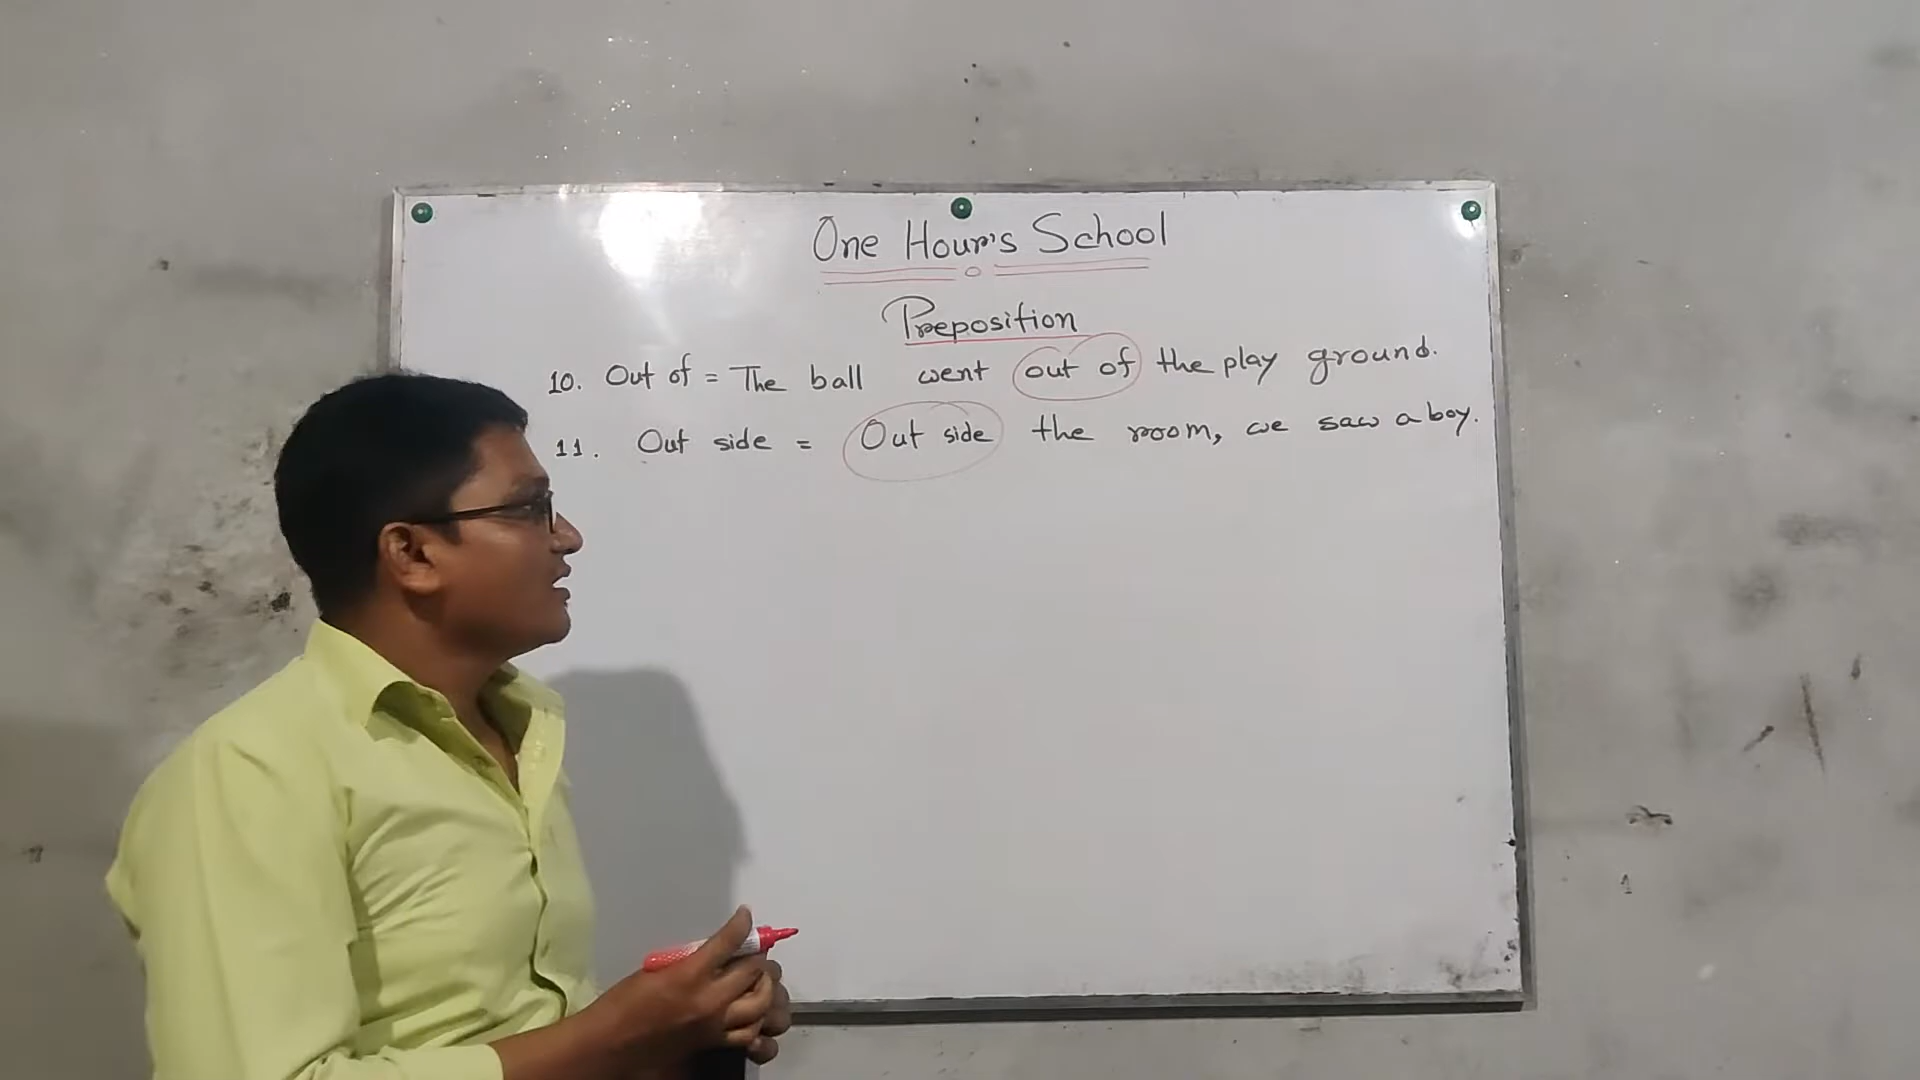 One Hour's School
Preposition
10. Out of = The ball went out of the play ground.
11. Out side = Out side the room, we saw a boy.